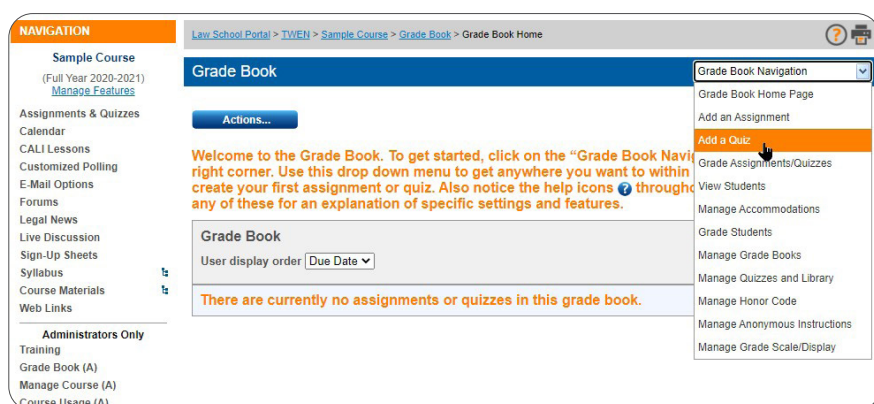 NAVIGATION
Sample Course
(Full Year 2020-2021)
Manage Features
Assignments & Quizzes
Calendar
CALI Lessons
Customized Polling
E-Mail Options
Forums
Legal News
Live Discussion
Sign-Up Sheets
Syllabus
Course Materials
Web Links
Administrators Only
Training
Grade Book (A)
Manage Course (A)
Course Usage (A)
Law School Portal > TWEN > Sample Course > Grade Book > Grade Book Home
Grade Book
Actions...
Welcome to the Grade Book. To get started, click on the “Grade Book Navi
right corner. Use this drop down menu to get anywhere you want to within
create your first assignment or quiz. Also notice the help icons ? throughc
any of these for an explanation of specific settings and features.
Grade Book
User display order Due Date
There are currently no assignments or quizzes in this grade book.
Grade Book Navigation
Grade Book Home Page
Add an Assignment
Add a Quiz
Grade Assignments/Quizzes
View Students
Manage Accommodations
Grade Students
Manage Grade Books
Manage Quizzes and Library
Manage Honor Code
Manage Anonymous Instructions
Manage Grade Scale/Display